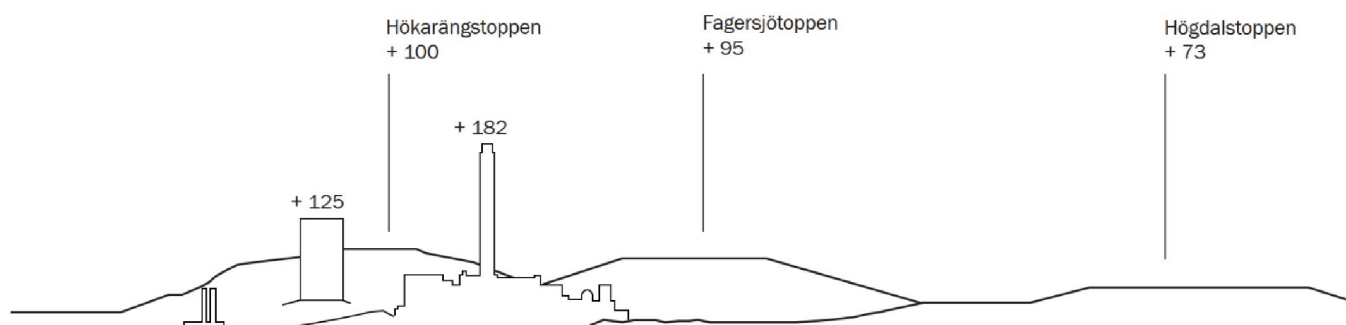 Hökarängstoppen
+ 100
Fagersjötoppen
+ 95
Högdalstoppen
+ 73
+ 182
+ 125